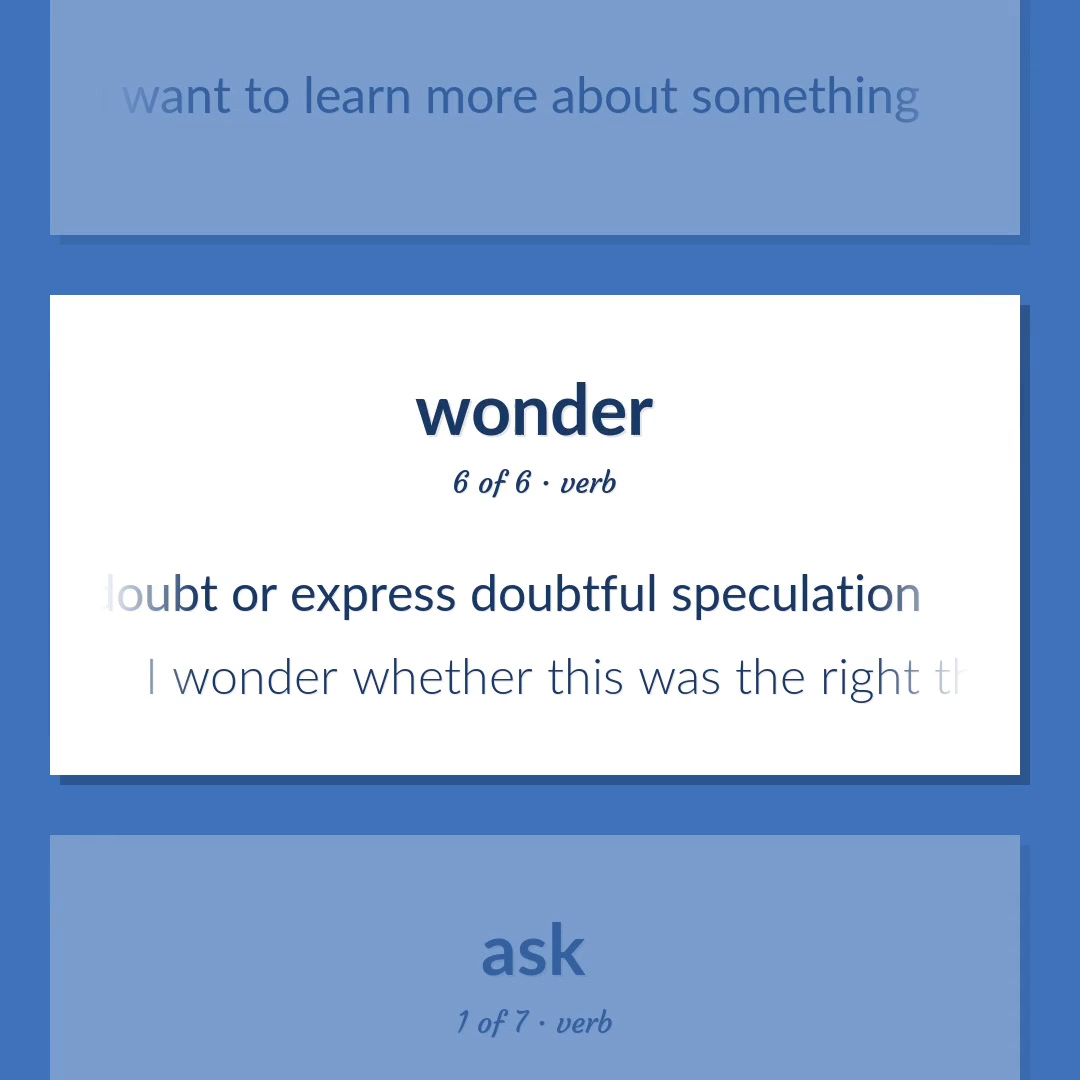 want to learn more about something
wonder
6 of 6 · verb
or express doubtful speculation
I wonder whether this was the right
ask
1 of 7 · verb